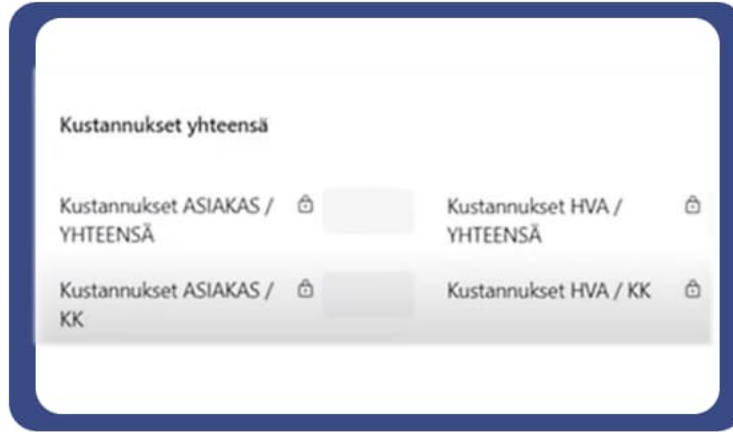 Kustannukset yhteensä
Kustannukset ASIAKAS /
YHTEENSÄ
Kustannukset HVA /
YHTEENSÄ
Kustannukset ASIAKAS /
KK
Kustannukset HVA / KK